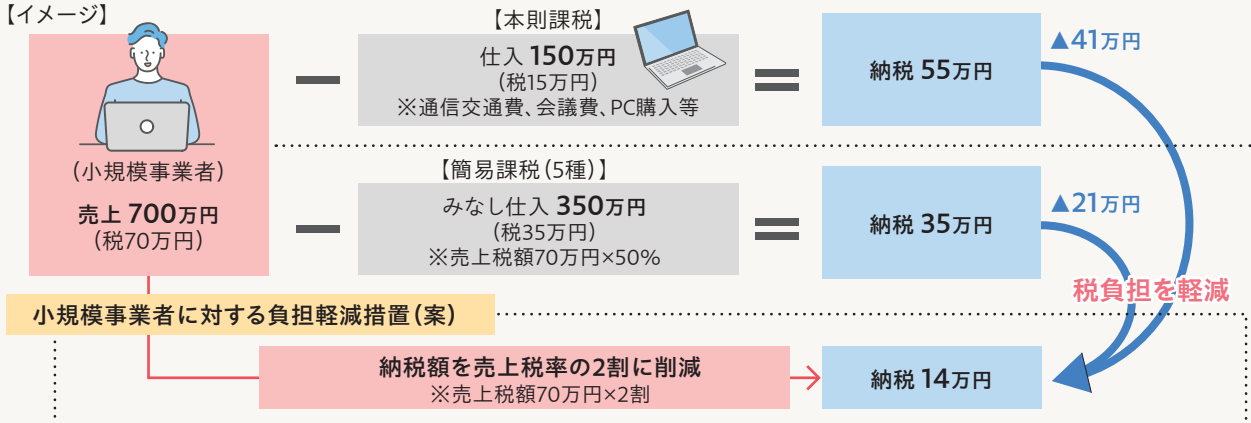 【イメージ】
(小規模事業者)
売上 700万円
(税70万円)
【本則課税】
仕入 150万円
(税15万円)
※通信交通費、会議費、PC購入等
納税 55万円
▲41万円
【簡易課税(5種)】
みなし仕入 350万円
(税35万円)
※売上税額70万円×50%
納税 35万円
▲21万円
税負担を軽減
小規模事業者に対する負担軽減措置(案)
納税額を売上税率の2割に削減
※売上税額70万円×2割
納税 14万円